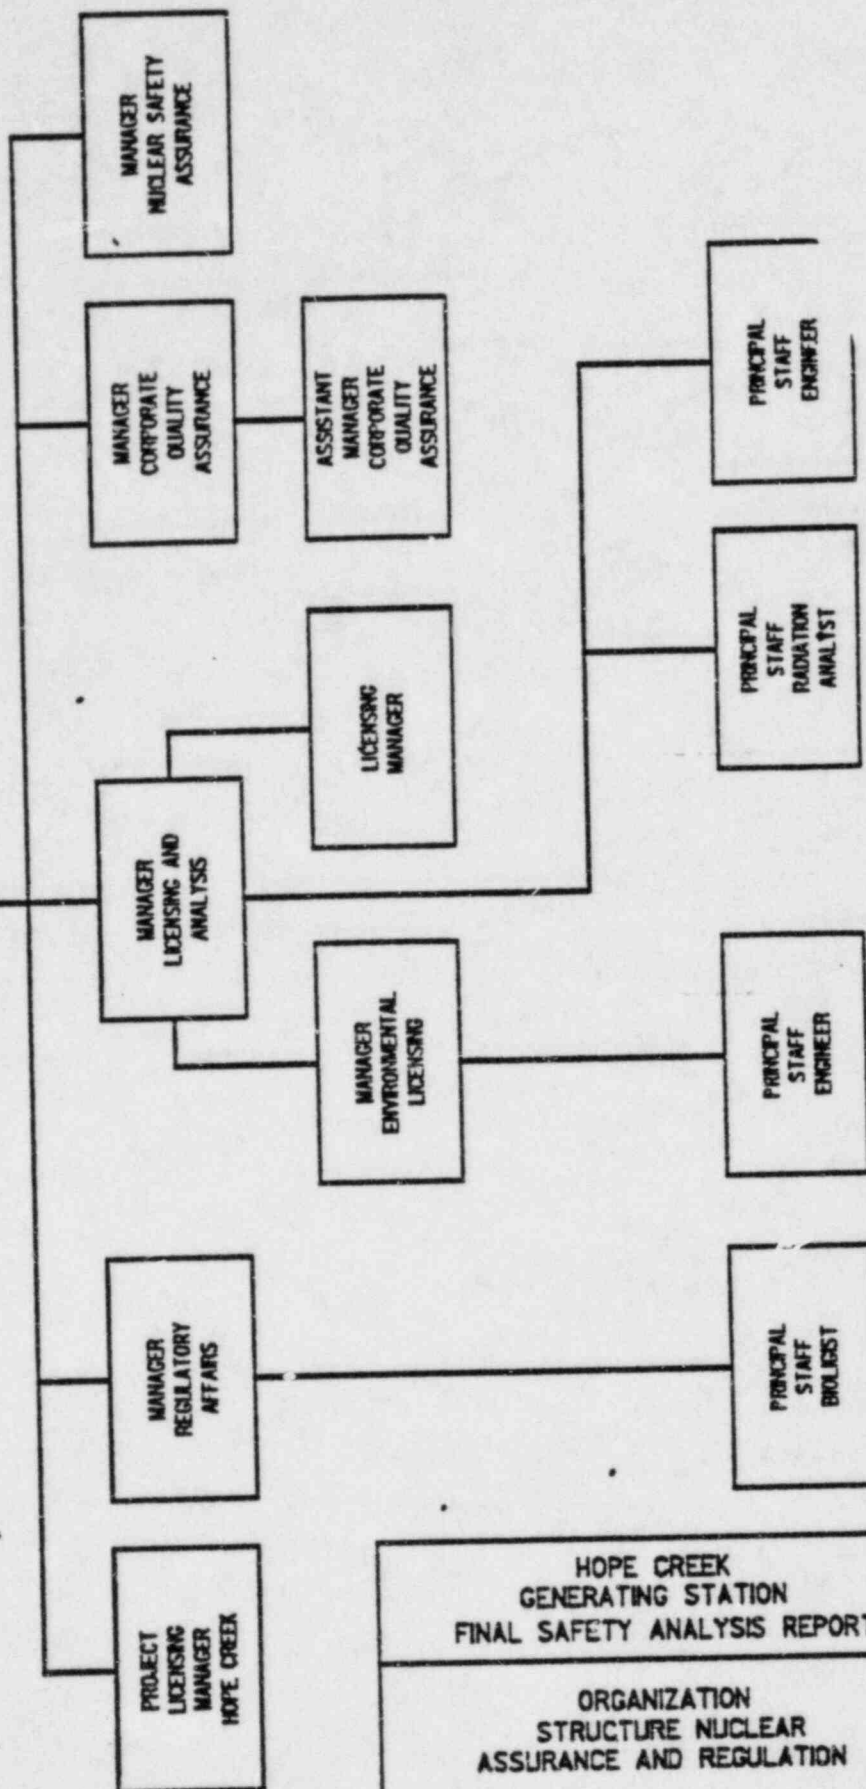 PROJECT
LICENSING
MANAGER
HOPE CREEK
MANAGER
REGULATORY
AFFAIRS
MANAGER
LICENSING AND
ANALYSIS
MANAGER
CORPORATE
QUALITY
ASSURANCE
MANAGER
NUCLEAR SAFETY
ASSURANCE
MANAGER
ENVIRONMENTAL
LICENSING
LICENSING
MANAGER
ASSISTANT
MANAGER
CORPORATE
QUALITY
ASSURANCE
PRINCIPAL
STAFF
BIOLIGIST
PRINCIPAL
STAFF
ENGINEER
PRINCIPAL
STAFF
RADIATION
ANALYST
PRINCIPAL
STAFF
ENGINEER
HOPE CREEK
GENERATING STATION
FINAL SAFETY ANALYSIS REPORT
ORGANIZATION
STRUCTURE NUCLEAR
ASSURANCE AND REGULATION